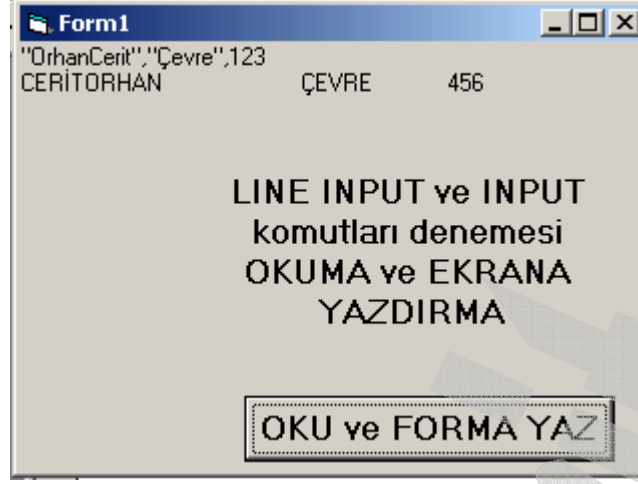 Form1
"OrhanCerit","Çevre",123
CERİTORHAN ÇEVRE 456
LINE INPUT ve INPUT
komutları denemesi
OKUMA ve EKRANA
YAZDIRMA
OKU ve FORMA YAZ